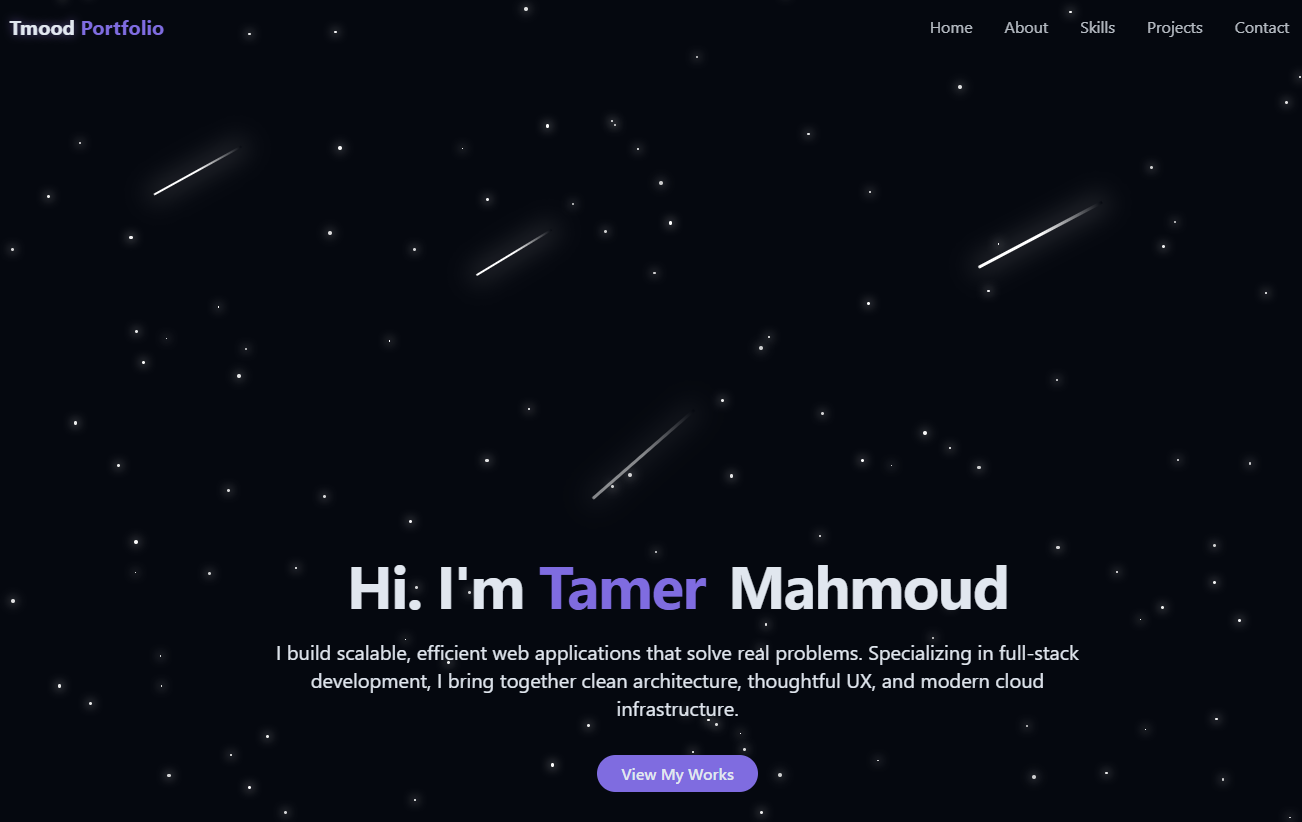 Tmood Portfolio
Home About Skills Projects Contact
Hi. I'm Tamer Mahmoud
I build scalable, efficient web applications that solve real problems. Specializing in full-stack
development, I bring together clean architecture, thoughtful UX, and modern cloud
infrastructure.
View My Works